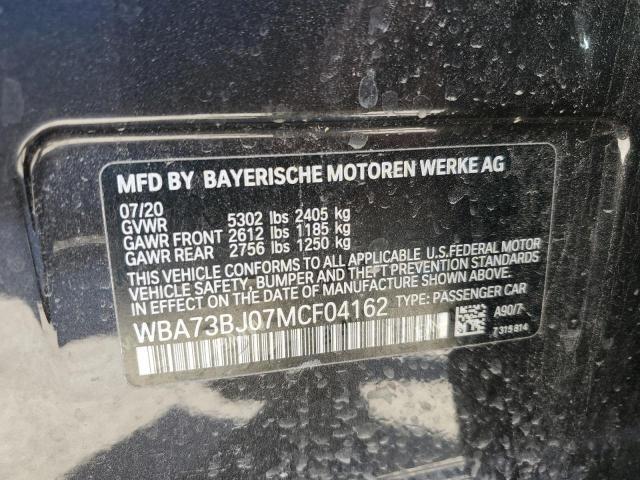 MFD BY BAYERISCHE MOTOREN WERKE AG
07/20
GVWR 5302 lbs 2405 kg
GAWR FRONT 2612 lbs 1185 kg
GAWR REAR 2756 lbs 1250 kg
THIS VEHICLE CONFORMS TO ALL APPLICABLE U.S.FEDERAL MOTOR
VEHICLE SAFETY, BUMPER AND THEFT PREVENTION STANDARDS
IN EFFECT ON THE DATE OF MANUFACTURE SHOWN ABOVE.
WBA73BJ07MCF04162 TYPE: PASSENGER CAR
A90/7
7315814